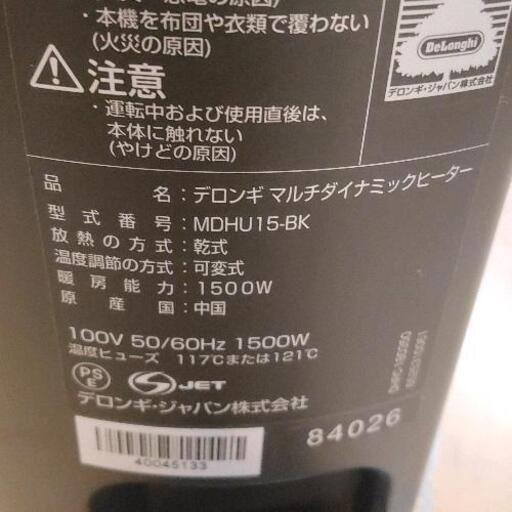 ・本機を布団や衣類で覆わない
(火災の原因)
DeLonghi
デロンギ・ジャパン株式会社
注意
・運転中および使用直後は、
本体に触れない
(やけどの原因)
品名：デロンギ マルチダイナミックヒーター
型式番号：MDHU15-BK
放熱の方式：乾式
温度調節の方式：可変式
暖房能力：1500W
原産国：中国
100V 50/60Hz 1500W
温度ヒューズ 117℃または121℃
PSE
JET
デロンギ・ジャパン株式会社
40045133
84026